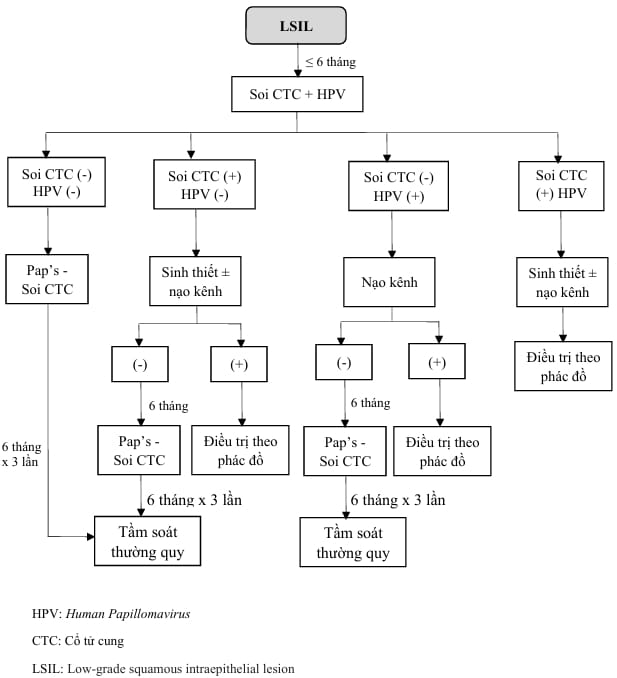 LSIL
≤ 6 tháng
Soi CTC + HPV
Soi CTC (-)
HPV (-)
Soi CTC (+)
HPV (-)
Soi CTC (-)
HPV (+)
Soi CTC
(+) HPV
Pap's -
Soi CTC
Sinh thiết ±
nạo kênh
Nạo kênh
Sinh thiết ±
nạo kênh
(-)
(+)
(-)
(+)
Điều trị theo
phác đồ
6 tháng
6 tháng
6 tháng
x 3 lần
Pap's -
Soi CTC
Điều trị theo
phác đồ
Pap's -
Soi CTC
Điều trị theo
phác đồ
6 tháng x 3 lần
6 tháng x 3 lần
Tầm soát
thường quy
Tầm soát
thường quy
HPV: Human Papillomavirus
CTC: Cổ tử cung
LSIL: Low-grade squamous intraepithelial lesion